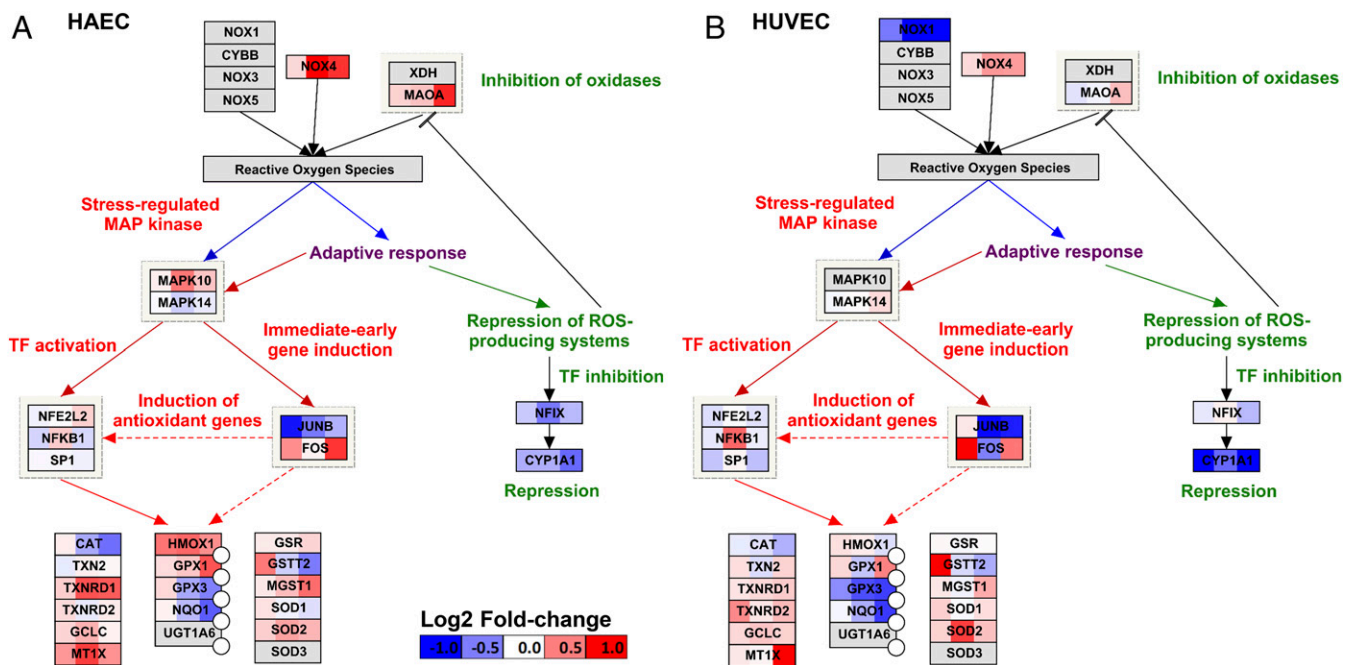 A HAEC
NOX1
CYBB
NOX3
NOX5
NOX4
XDH
MAOA
Inhibition of oxidases
Reactive Oxygen Species
Stress-regulated
MAP kinase
Adaptive response
MAPK10
MAPK14
TF activation
Immediate-early
gene induction
Repression of ROS-
producing systems
TF inhibition
NFE2L2
NFKB1
SP1
Induction of
antioxidant genes
JUNB
FOS
NFIX
CYP1A1
Repression
CAT
TXN2
TXNRD1
TXNRD2
GCLC
MT1X
HMOX1
GPX1
GPX3
NQO1
UGT1A6
GSR
GSTT2
MGST1
SOD1
SOD2
SOD3
Log2 Fold-change
-1.0 -0.5 0.0 0.5 1.0
B HUVEC
NOX1
CYBB
NOX3
NOX5
NOX4
XDH
MAOA
Inhibition of oxidases
Reactive Oxygen Species
Stress-regulated
MAP kinase
Adaptive response
MAPK10
MAPK14
TF activation
Immediate-early
gene induction
Repression of ROS-
producing systems
TF inhibition
NFE2L2
NFKB1
SP1
Induction of
antioxidant genes
JUNB
FOS
NFIX
CYP1A1
Repression
CAT
TXN2
TXNRD1
TXNRD2
GCLC
MT1X
HMOX1
GPX1
GPX3
NQO1
UGT1A6
GSR
GSTT2
MGST1
SOD1
SOD2
SOD3